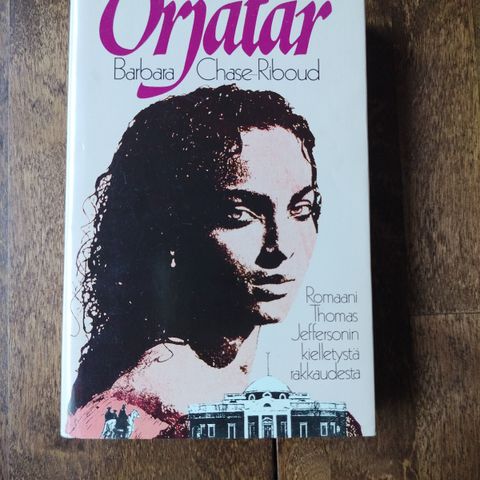 Orjatar
Barbara Chase-Riboud
Romaani
Thomas
Jeffersonin
kielletystä
rakkaudesta